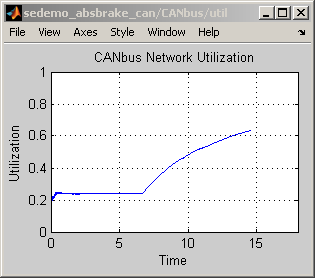 sedemo_absbrake_can/CANbus/util
File View Axes Style Window Help
CANbus Network Utilization
1
0.8
0.6
0.4
0.2
0
Utilization
0 5 10 15
Time